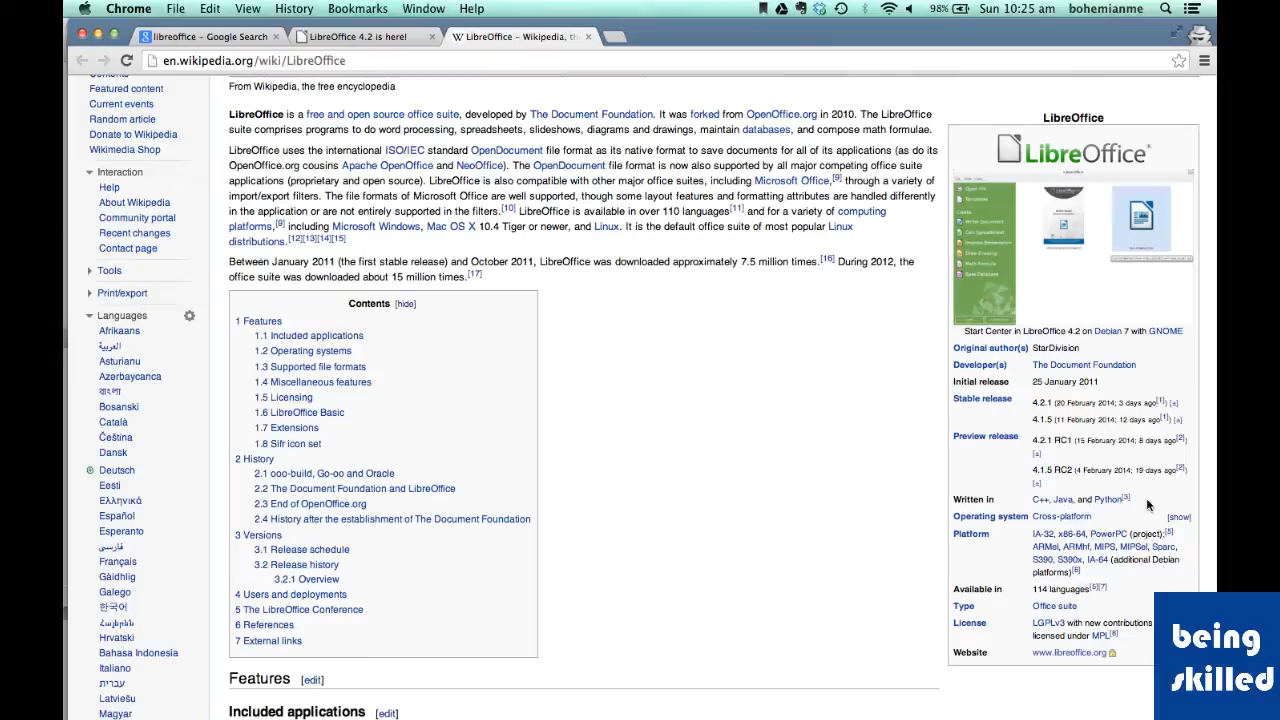 Chrome File Edit View History Bookmarks Window Help 98% Sun 10:25 am bohemianme
libreoffice – Google Search LibreOffice 4.2 is here! LibreOffice – Wikipedia, th
en.wikipedia.org/wiki/LibreOffice
Featured content
Current events
Random article
Donate to Wikipedia
Wikimedia Shop
Interaction
Help
About Wikipedia
Community portal
Recent changes
Contact page
Tools
Print/export
Languages
Afrikaans
العربية
Asturianu
Azərbaycanca
বাংলা
Bosanski
Català
Čeština
Dansk
Deutsch
Eesti
Ελληνικά
Español
Esperanto
فارسی
Français
Gàidhlig
Galego
한국어
Հայերեն
Hrvatski
Bahasa Indonesia
Italiano
עברית
Latviešu
Magyar
From Wikipedia, the free encyclopedia
LibreOffice is a free and open source office suite, developed by The Document Foundation. It was forked from OpenOffice.org in 2010. The LibreOffice
suite comprises programs to do word processing, spreadsheets, slideshows, diagrams and drawings, maintain databases, and compose math formulae.
LibreOffice uses the international ISO/IEC standard OpenDocument file format as its native format to save documents for all of its applications (as do its
OpenOffice.org cousins Apache OpenOffice and NeoOffice). The OpenDocument file format is now also supported by all major competing office suite
applications (proprietary and open source). LibreOffice is also compatible with other major office suites, including Microsoft Office,[9] through a variety of
import/export filters. The file formats of Microsoft Office are well supported, though some layout features and formatting attributes are handled differently
in the application or are not entirely supported in the filters.[10] LibreOffice is available in over 110 languages[11] and for a variety of computing
platforms,[9] including Microsoft Windows, Mac OS X 10.4 Tiger or newer, and Linux. It is the default office suite of most popular Linux
distributions.[12][13][14][15]
Between January 2011 (the first stable release) and October 2011, LibreOffice was downloaded approximately 7.5 million times.[16] During 2012, the
office suite was downloaded about 15 million times.[17]
Contents [hide]
1 Features
1.1 Included applications
1.2 Operating systems
1.3 Supported file formats
1.4 Miscellaneous features
1.5 Licensing
1.6 LibreOffice Basic
1.7 Extensions
1.8 Sifr icon set
2 History
2.1 ooo-build, Go-oo and Oracle
2.2 The Document Foundation and LibreOffice
2.3 End of OpenOffice.org
2.4 History after the establishment of The Document Foundation
3 Versions
3.1 Release schedule
3.2 Release history
3.2.1 Overview
4 Users and deployments
5 The LibreOffice Conference
6 References
7 External links
Features [edit]
Included applications [edit]
LibreOffice
LibreOffice
Start Center in LibreOffice 4.2 on Debian 7 with GNOME
Original author(s) StarDivision
Developer(s) The Document Foundation
Initial release 25 January 2011
Stable release 4.2.1 (20 February 2014; 3 days ago[1]) [±]
4.1.5 (11 February 2014; 12 days ago[1]) [±]
Preview release 4.2.1 RC1 (15 February 2014; 8 days ago[2])
[±]
4.1.5 RC2 (4 February 2014; 19 days ago[2])
[±]
Written in C++, Java, and Python[3]
Operating system Cross-platform [show]
Platform IA-32, x86-64, PowerPC (project);[5]
ARMel, ARMhf, MIPS, MIPSel, Sparc,
S390, S390x, IA-64 (additional Debian
platforms)[6]
Available in 114 languages[5][7]
Type Office suite
License LGPLv3 with new contributions
licensed under MPL[8]
Website www.libreoffice.org
being
skilled